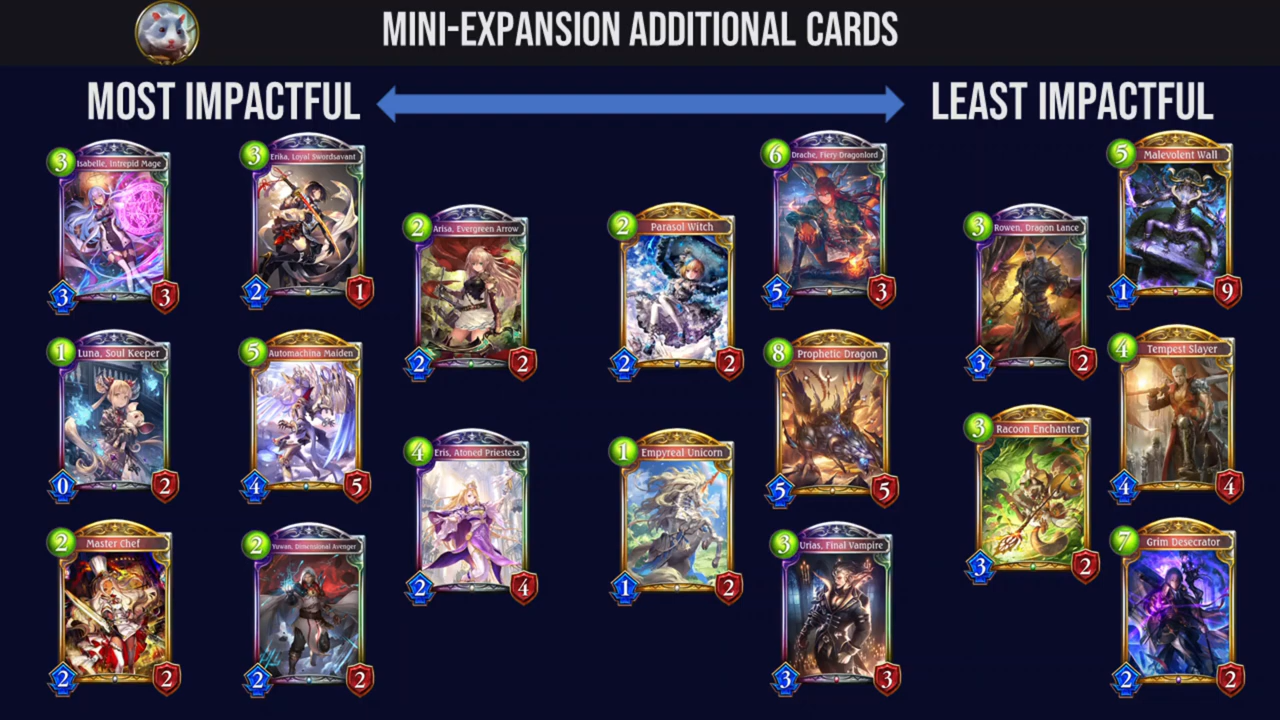 MINI-EXPANSION ADDITIONAL CARDS
MOST IMPACTFUL
LEAST IMPACTFUL
3
Isabelle, Intrepid Mage
3
3
1
Luna, Soul Keeper
0
2
2
Master Chef
2
2
3
Erika, Loyal Swordsavant
2
1
5
Automachina Maiden
4
5
2
Yuwan, Dimensional Avenger
2
2
2
Arisa, Evergreen Arrow
2
2
4
Eris, Atoned Priestess
2
4
2
Parasol Witch
2
2
1
Empyreal Unicorn
1
2
6
Drache, Fiery Dragonlord
5
3
8
Prophetic Dragon
5
5
3
Urias, Final Vampire
3
3
3
Rowen, Dragon Lance
3
2
3
Racoon Enchanter
3
2
5
Malevolent Wall
1
9
4
Tempest Slayer
4
4
7
Grim Desecrator
2
2